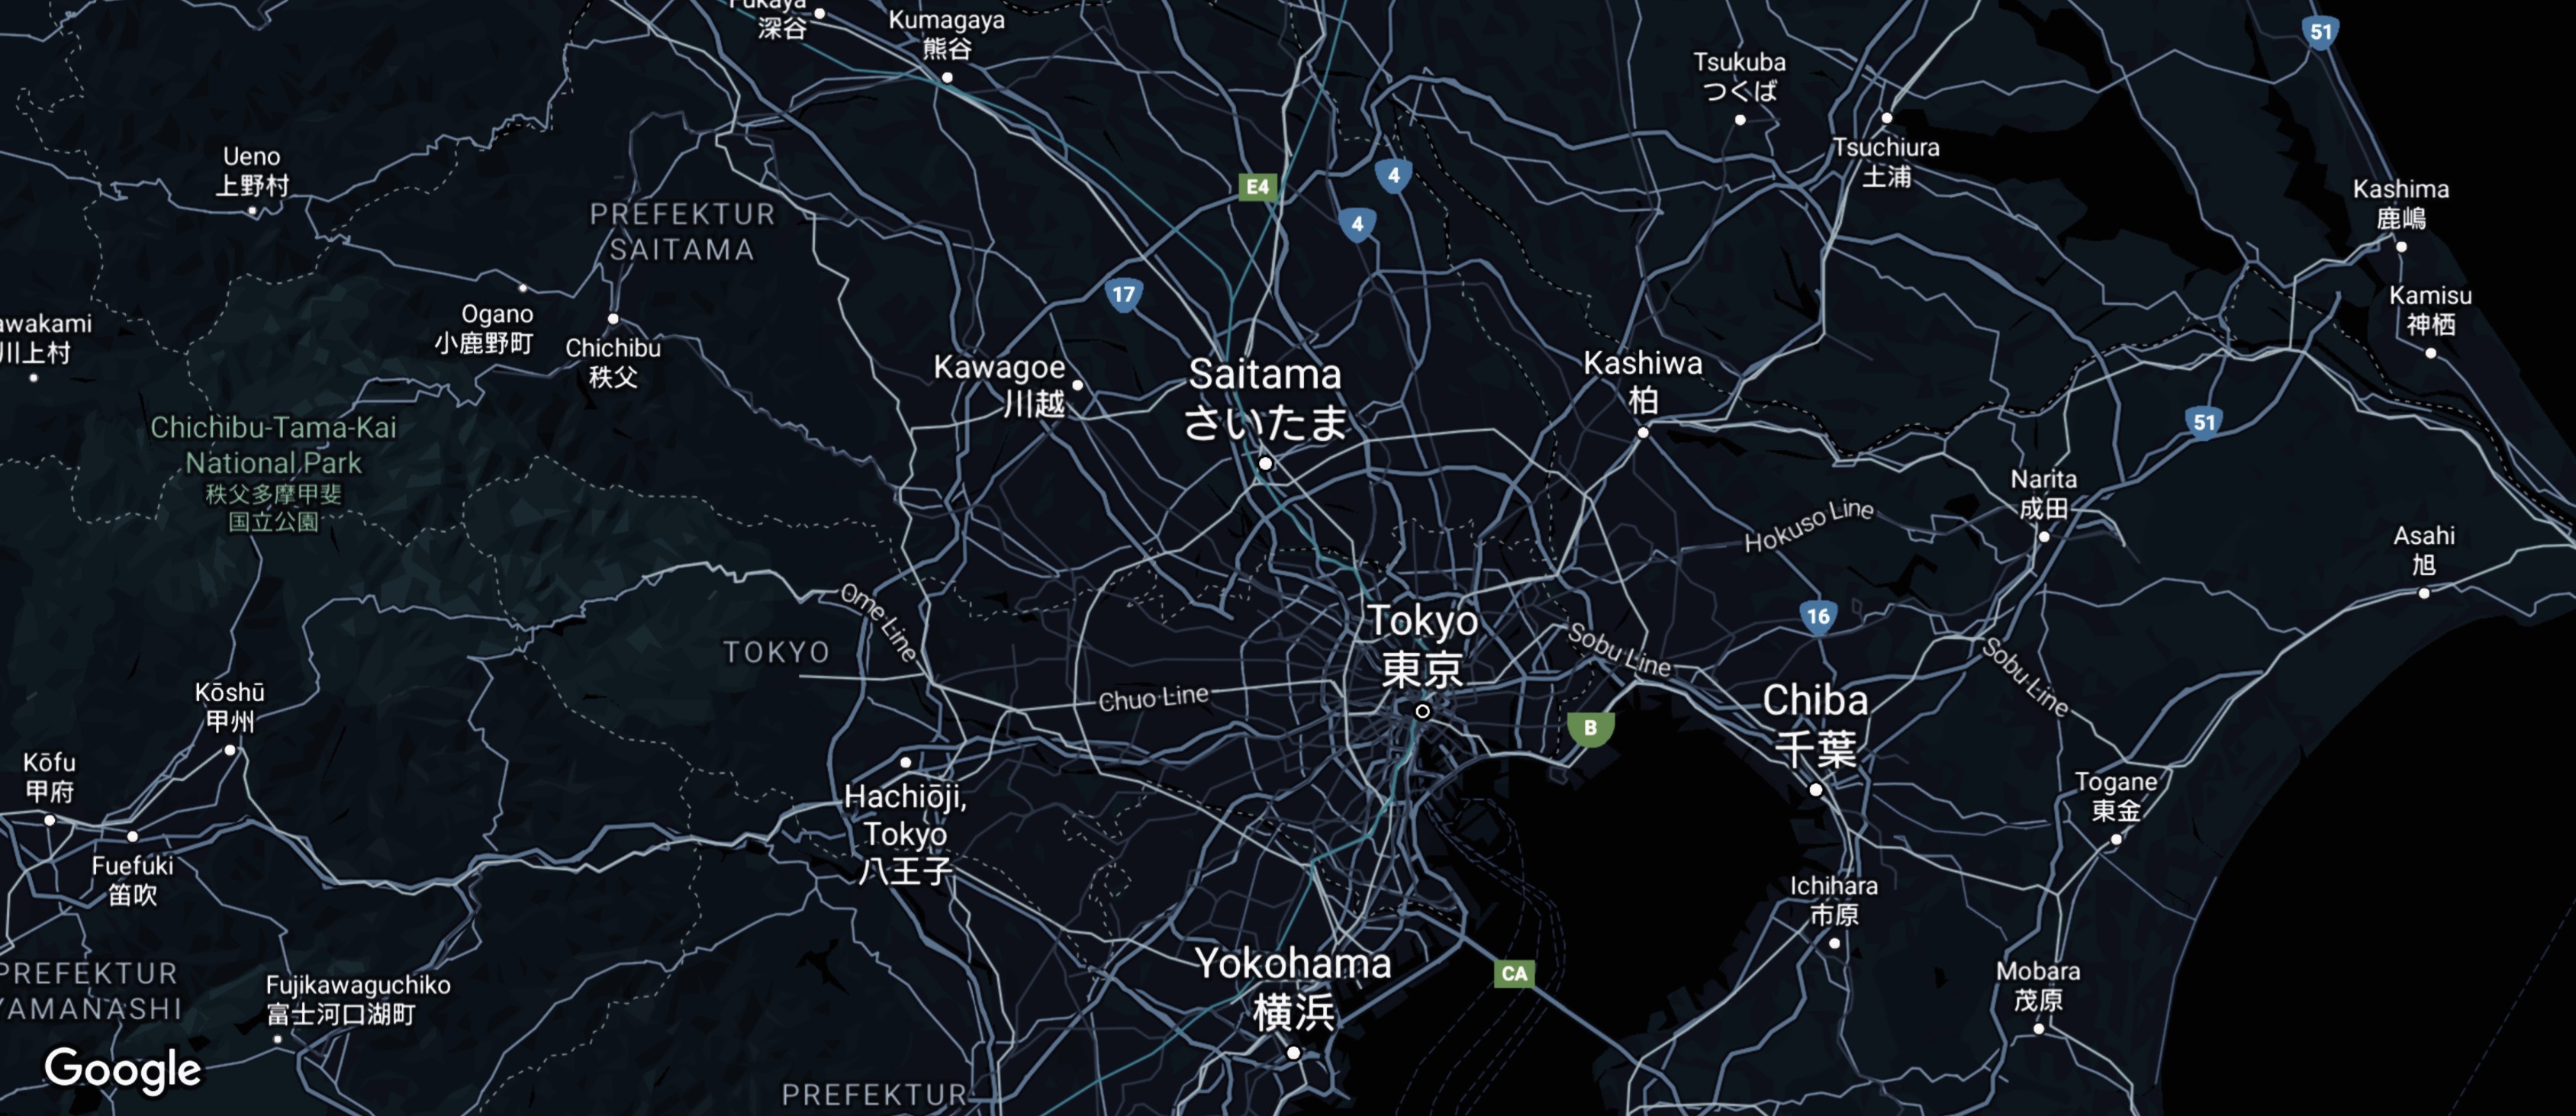 Fukaya
深谷
Kumagaya
熊谷
51
Tsukuba
つくば
Tsuchiura
土浦
Ueno
上野村
E4
4
4
Kashima
鹿嶋
PREFEKTUR
SAITAMA
17
Kamisu
神栖
Ogano
小鹿野町
Chichibu
秩父
川上村
Kawagoe
川越
Saitama
さいたま
Kashiwa
柏
51
Chichibu-Tama-Kai
National Park
秩父多摩甲斐
国立公園
Narita
成田
Hokuso Line
Asahi
旭
Ome Line
16
TOKYO
Tokyo
東京
Sobu Line
Sobu Line
Kōshū
甲州
Chuo Line
B
Chiba
千葉
Kōfu
甲府
Hachiōji,
Tokyo
八王子
Togane
東金
Fuefuki
笛吹
Ichihara
市原
PREFEKTUR
YAMANASHI
Fujikawaguchiko
富士河口湖町
Yokohama
横浜
CA
Mobara
茂原
Google
PREFEKTUR